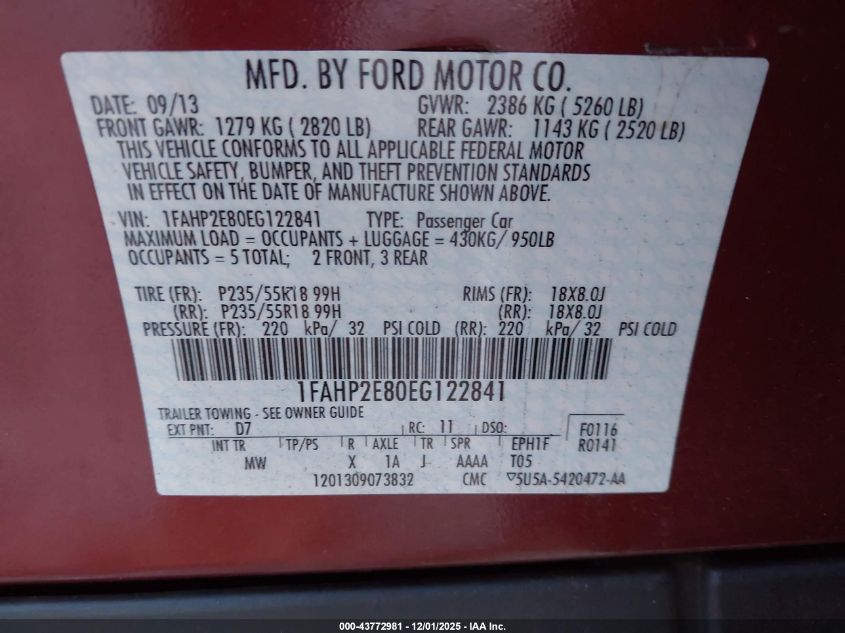 MFD. BY FORD MOTOR CO.
DATE: 09/13 GVWR: 2386 KG ( 5260 LB)
FRONT GAWR: 1279 KG ( 2820 LB) REAR GAWR: 1143 KG ( 2520 LB)
THIS VEHICLE CONFORMS TO ALL APPLICABLE FEDERAL MOTOR
VEHICLE SAFETY, BUMPER, AND THEFT PREVENTION STANDARDS
IN EFFECT ON THE DATE OF MANUFACTURE SHOWN ABOVE.
VIN: 1FAHP2E80EG122841 TYPE: Passenger Car
MAXIMUM LOAD = OCCUPANTS + LUGGAGE = 430KG/ 950LB
OCCUPANTS = 5 TOTAL; 2 FRONT, 3 REAR
TIRE (FR): P235/55R18 99H RIMS (FR): 18X8.0J
(RR): P235/55R18 99H (RR): 18X8.0J
PRESSURE (FR): 220 kPa/ 32 PSI COLD (RR): 220 kPa/ 32 PSI COLD
1FAHP2E80EG122841
TRAILER TOWING - SEE OWNER GUIDE
EXT PNT: D7 RC: 11 DSO: F0116
INT TR TP/PS R AXLE TR SPR EPH1F R0141
MW X 1A J AAAA T05
1201309073832 CMC ▽5U5A-5420472-AA
000-43772981 - 12/01/2025 - IAA Inc.